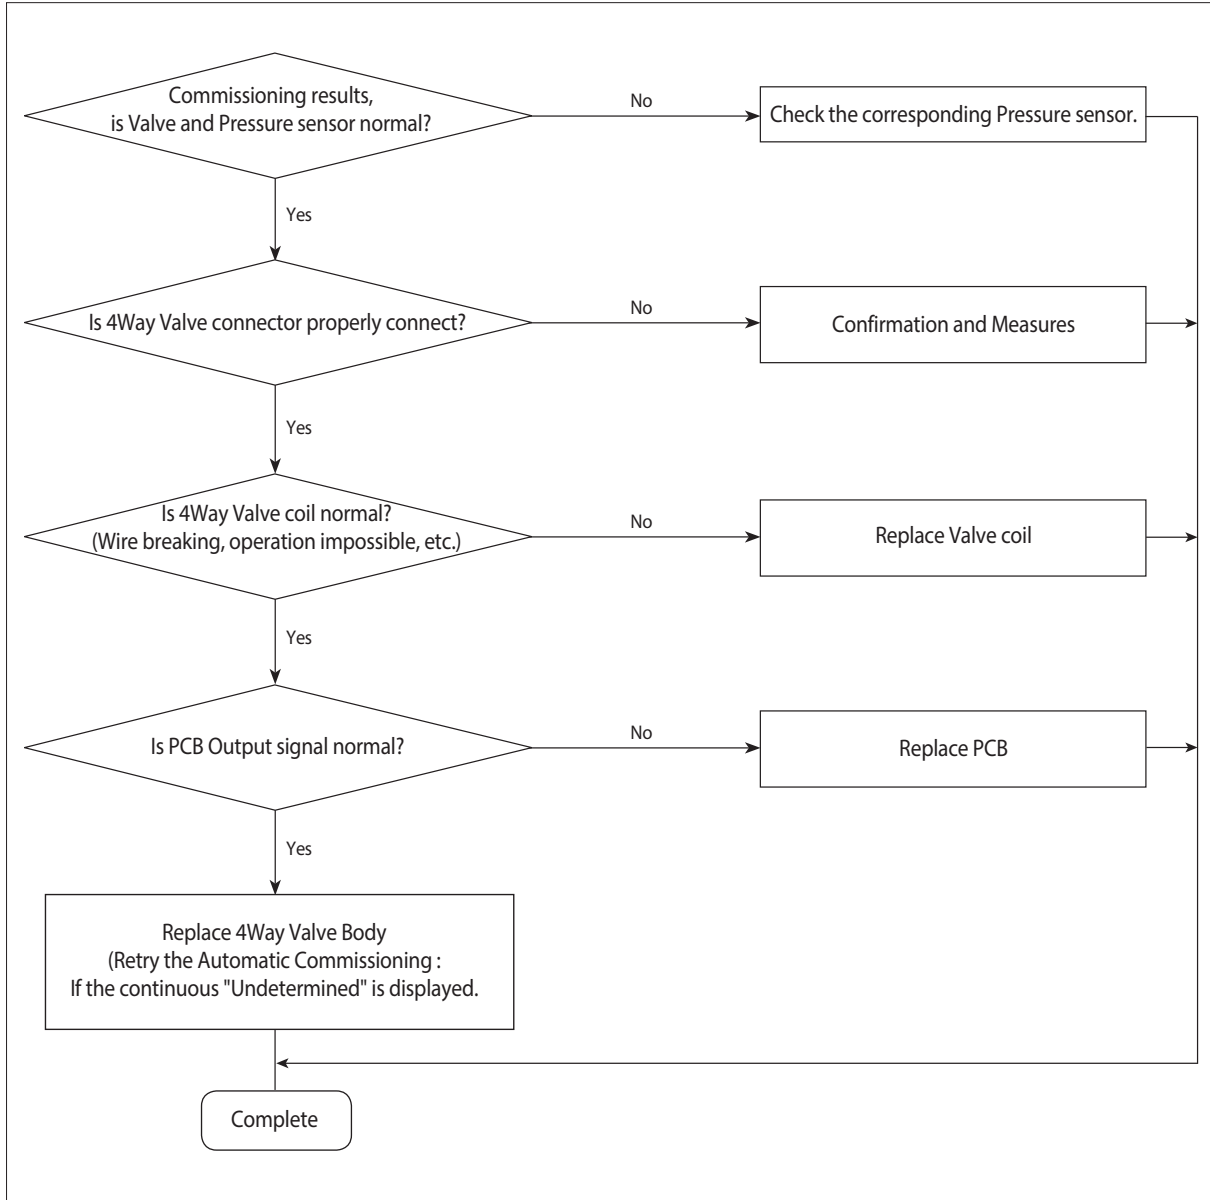 Commissioning results,
is Valve and Pressure sensor normal?
No
Check the corresponding Pressure sensor.
Yes
Is 4Way Valve connector properly connect?
No
Confirmation and Measures
Yes
Is 4Way Valve coil normal?
(Wire breaking, operation impossible, etc.)
No
Replace Valve coil
Yes
Is PCB Output signal normal?
No
Replace PCB
Yes
Replace 4Way Valve Body
(Retry the Automatic Commissioning :
If the continuous "Undetermined" is displayed.
Complete